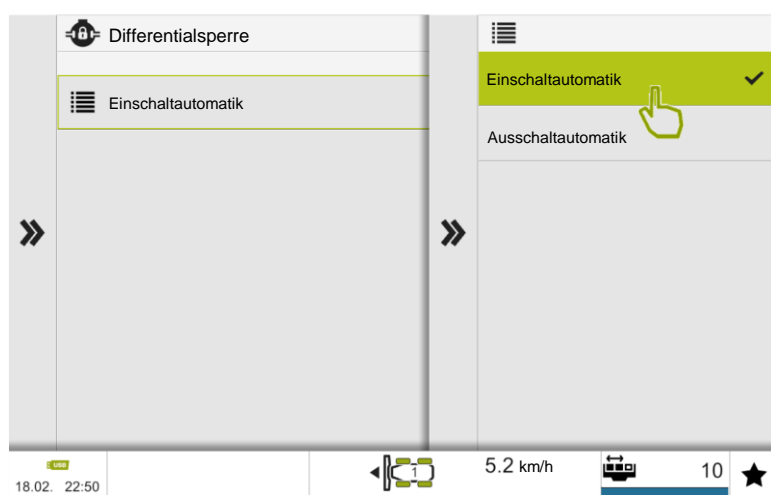 Differentialsperre
Einschaltautomatik
Einschaltautomatik
Ausschaltautomatik
USB
18.02. 22:50
1
5.2 km/h
10